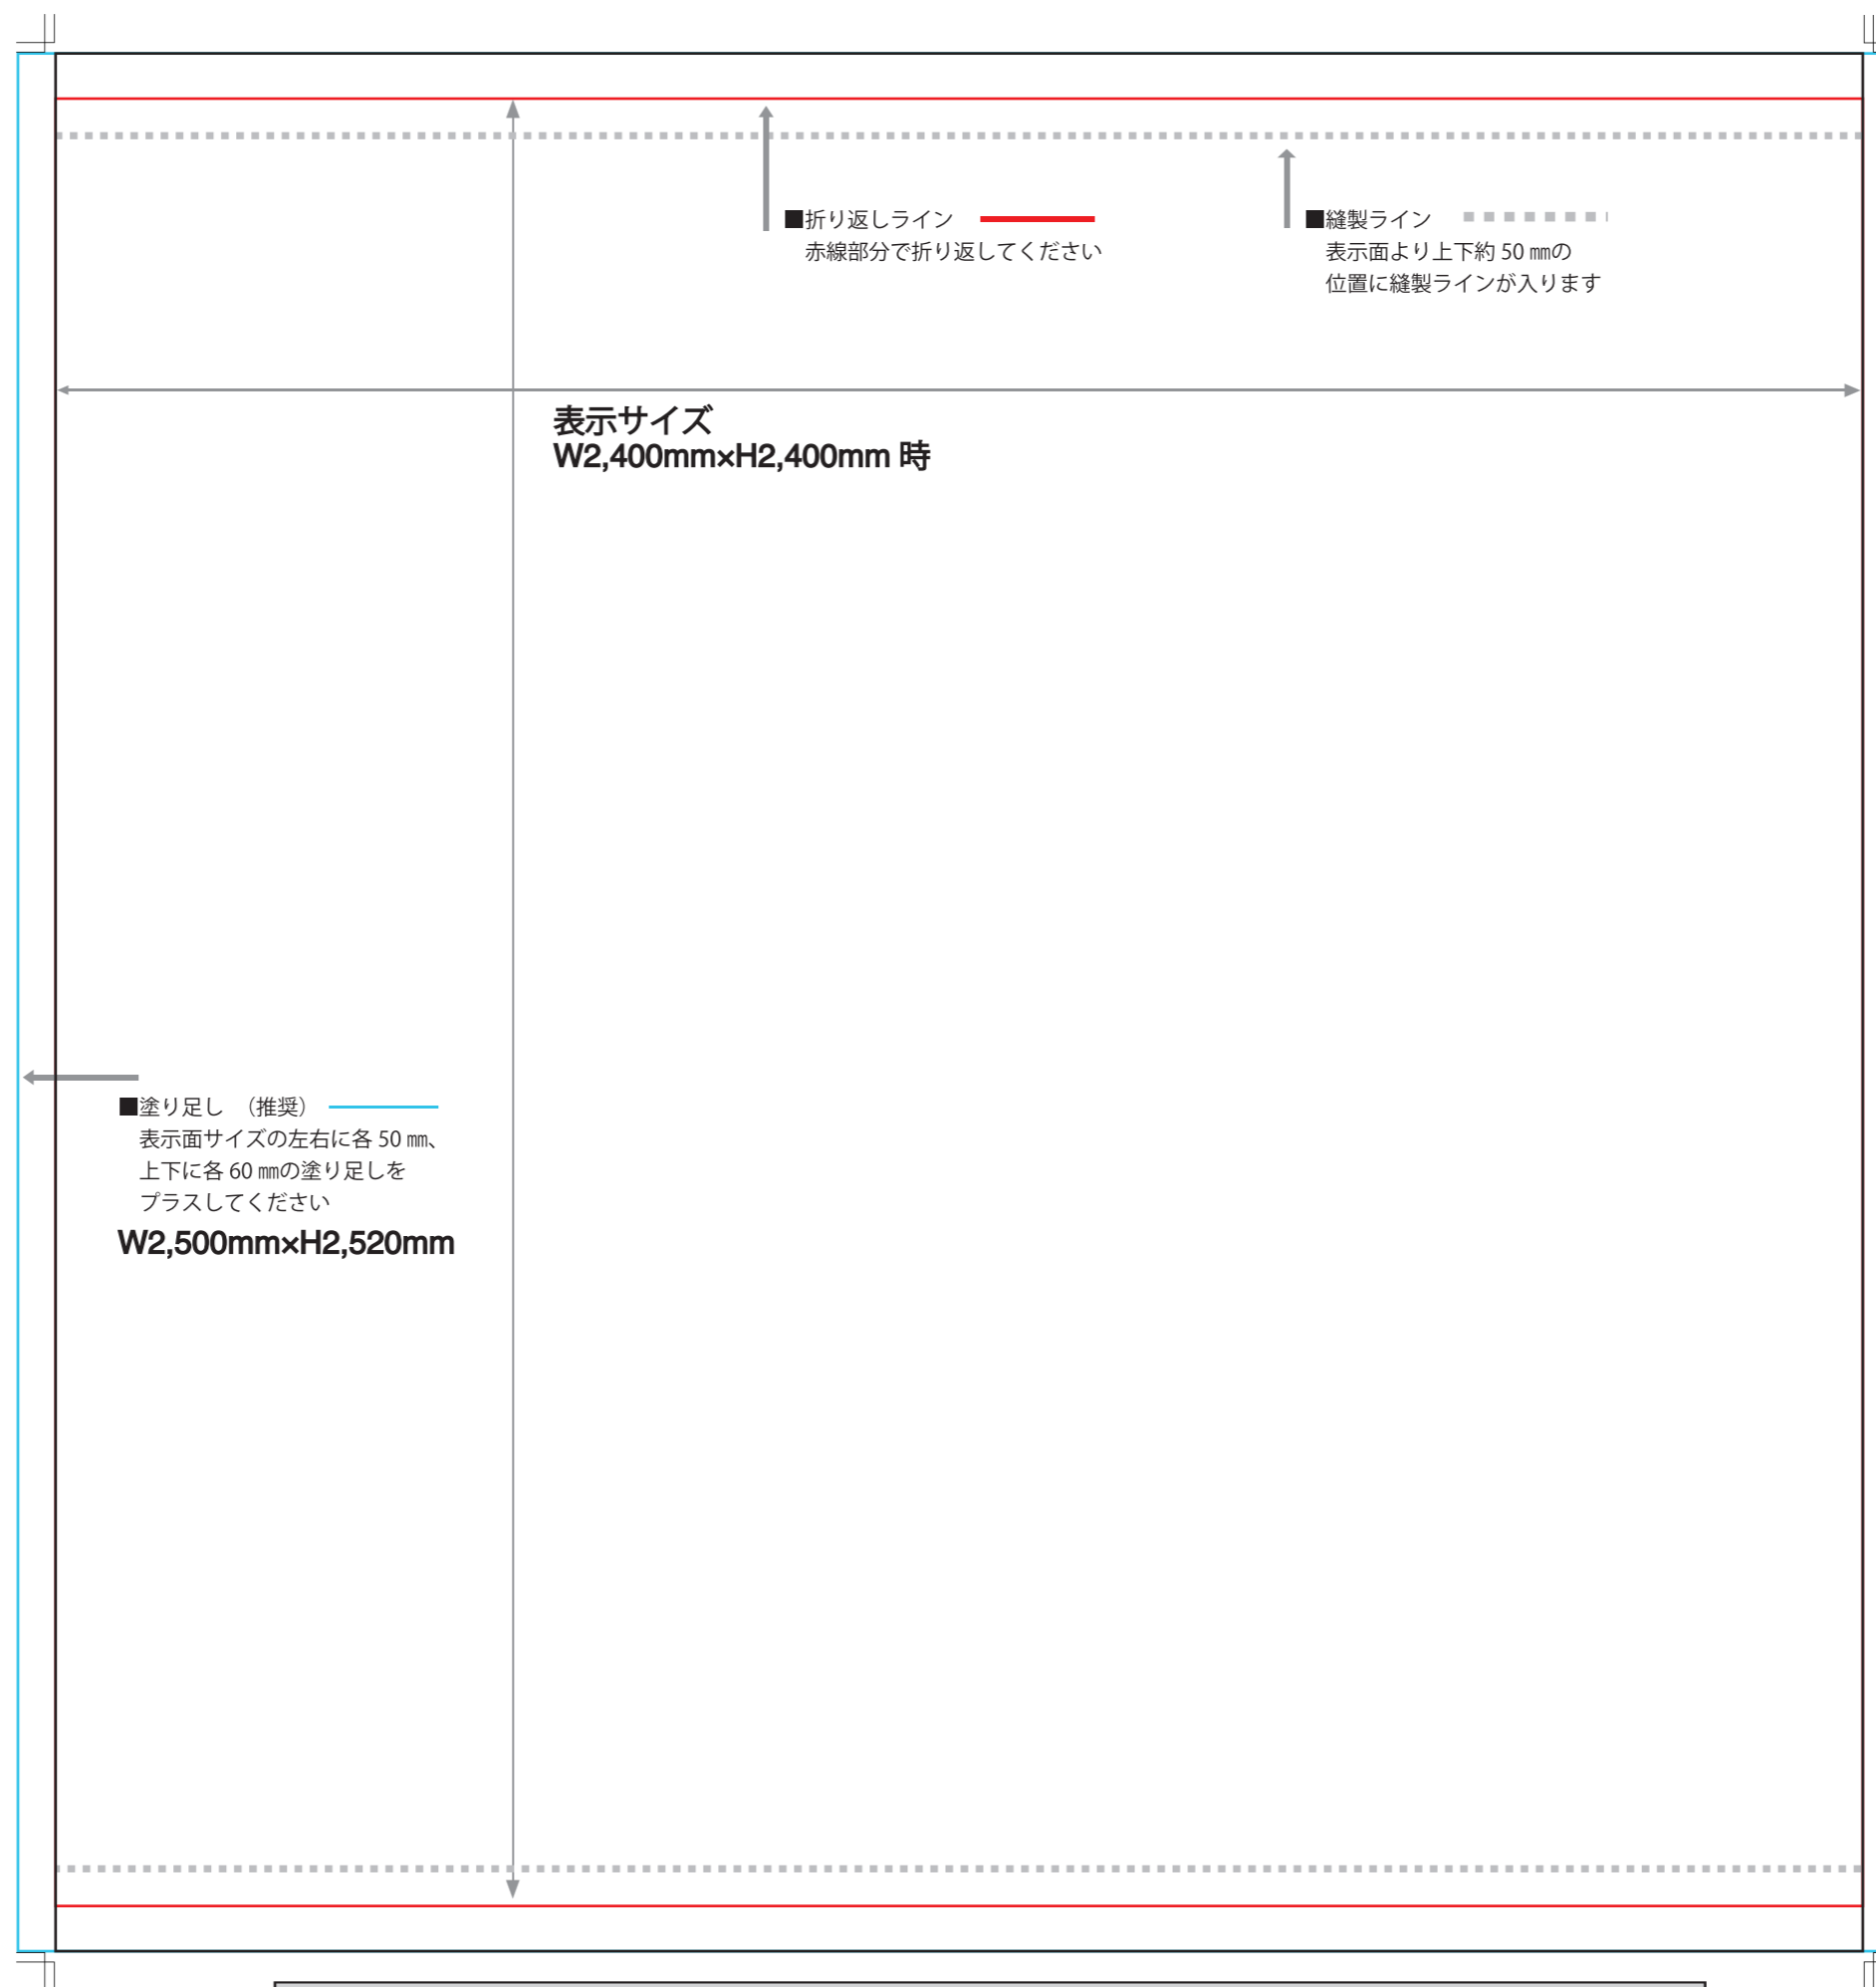 ■折り返しライン
赤線部分で折り返してください
■縫製ライン
表示面より上下約 50 ㎜の
位置に縫製ラインが入ります
表示サイズ
W2,400mm×H2,400mm 時
■塗り足し （推奨）
表示面サイズの左右に各 50 ㎜、
上下に各 60 ㎜の塗り足しを
プラスしてください
W2,500mm×H2,520mm